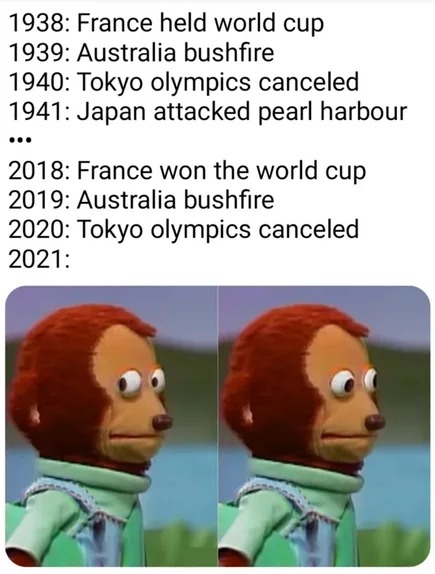 1938: France held world cup
1939: Australia bushfire
1940: Tokyo olympics canceled
1941: Japan attacked pearl harbour
•••
2018: France won the world cup
2019: Australia bushfire
2020: Tokyo olympics canceled
2021: